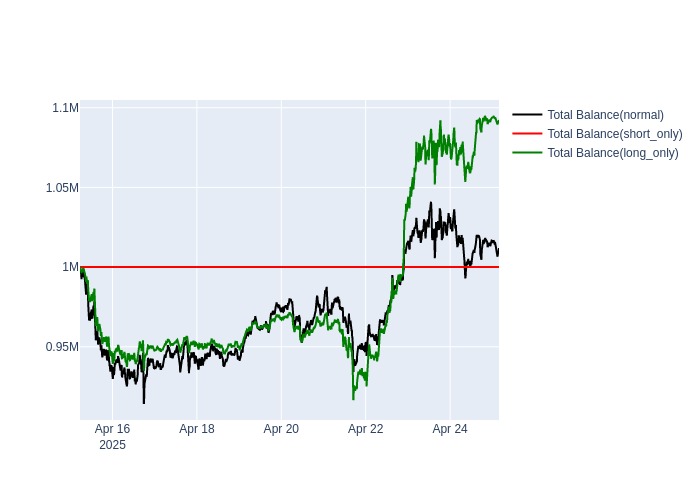 1.1M
1.05M
1M
0.95M
Apr 16
2025
Apr 18
Apr 20
Apr 22
Apr 24
Total Balance(normal)
Total Balance(short_only)
Total Balance(long_only)